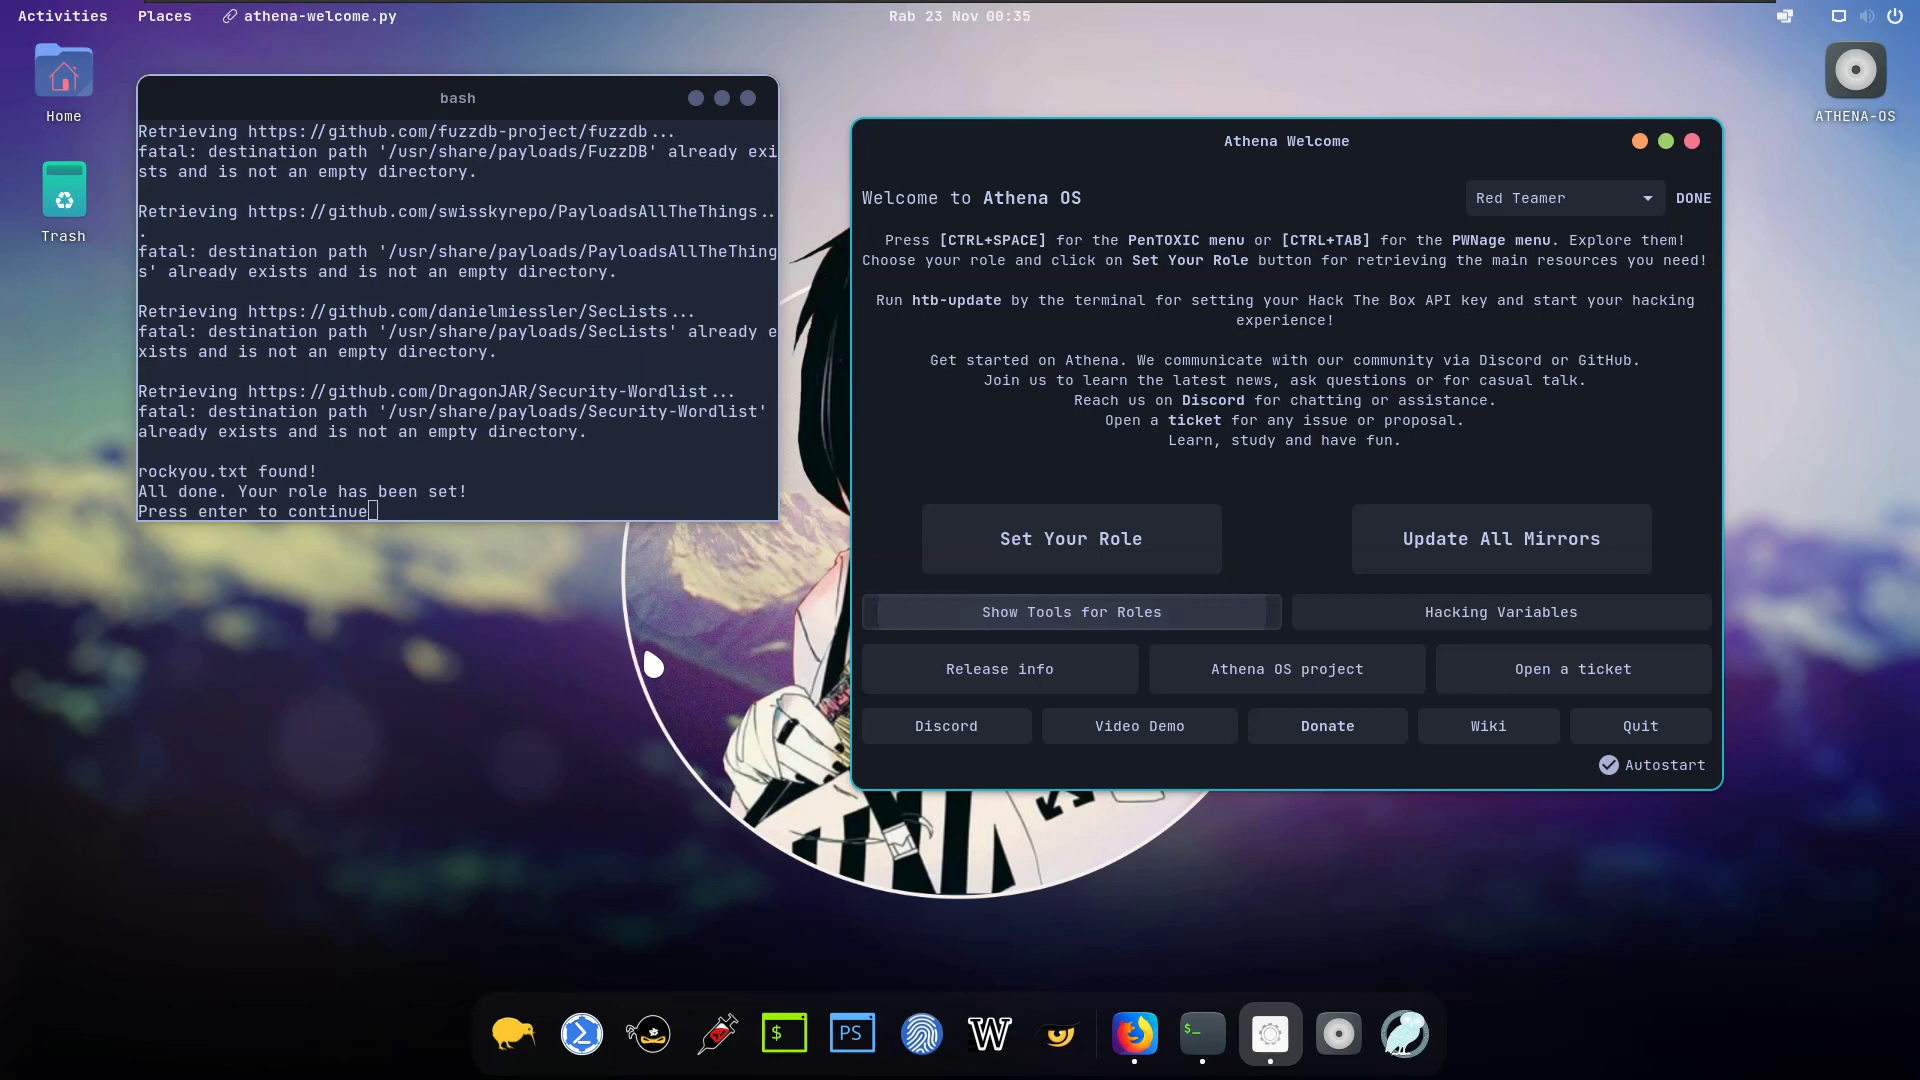 Activities Places athena-welcome.py Rab 23 Nov 00:35
Home
Trash
ATHENA-OS
bash
Retrieving https://github.com/fuzzdb-project/fuzzdb...
fatal: destination path '/usr/share/payloads/FuzzDB' already exi
sts and is not an empty directory.
Retrieving https://github.com/swisskyrepo/PayloadsAllTheThings..
.
fatal: destination path '/usr/share/payloads/PayloadsAllTheThing
s' already exists and is not an empty directory.
Retrieving https://github.com/danielmiessler/SecLists...
fatal: destination path '/usr/share/payloads/SecLists' already e
xists and is not an empty directory.
Retrieving https://github.com/DragonJAR/Security-Wordlist...
fatal: destination path '/usr/share/payloads/Security-Wordlist'
already exists and is not an empty directory.
rockyou.txt found!
All done. Your role has been set!
Press enter to continue
Athena Welcome
Welcome to Athena OS
Red Teamer DONE
Press [CTRL+SPACE] for the PenTOXIC menu or [CTRL+TAB] for the PWNage menu. Explore them!
Choose your role and click on Set Your Role button for retrieving the main resources you need!
Run htb-update by the terminal for setting your Hack The Box API key and start your hacking
experience!
Get started on Athena. We communicate with our community via Discord or GitHub.
Join us to learn the latest news, ask questions or for casual talk.
Reach us on Discord for chatting or assistance.
Open a ticket for any issue or proposal.
Learn, study and have fun.
Set Your Role Update All Mirrors
Show Tools for Roles Hacking Variables
Release info Athena OS project Open a ticket
Discord Video Demo Donate Wiki Quit
Autostart
$ PS W $_